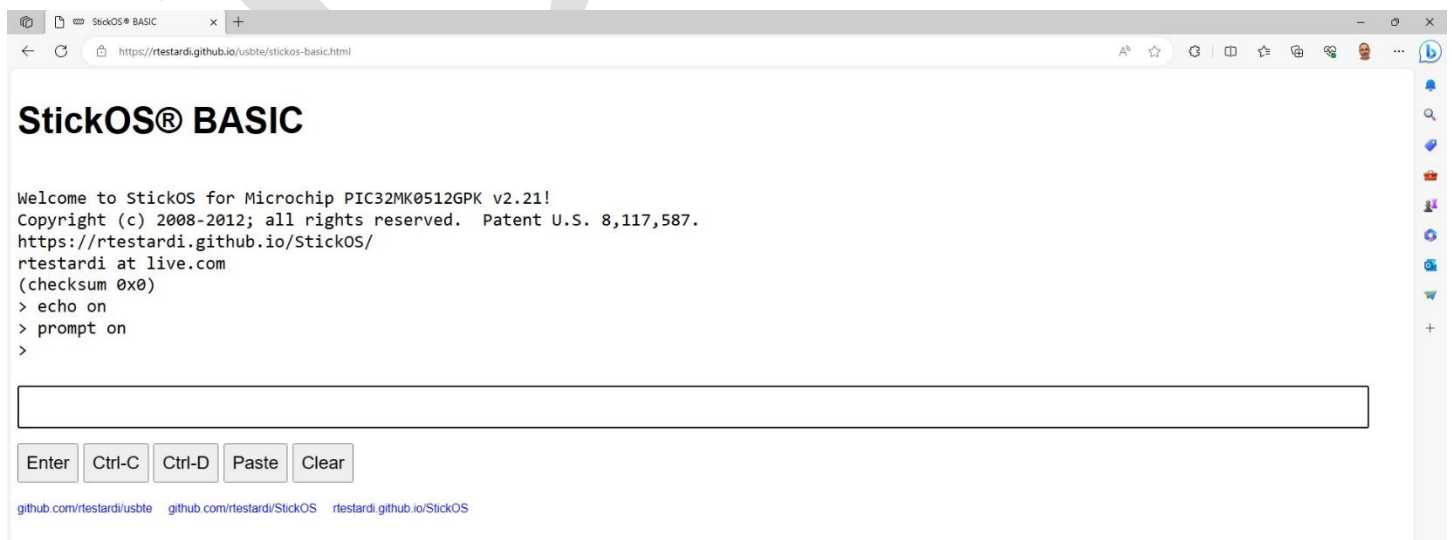 StickOS® BASIC
https://rtestardi.github.io/usbte/stickos-basic.html
StickOS® BASIC
Welcome to StickOS for Microchip PIC32MK0512GPK v2.21!
Copyright (c) 2008-2012; all rights reserved.  Patent U.S. 8,117,587.
https://rtestardi.github.io/StickOS/
rtestardi at live.com
(checksum 0x0)
> echo on
> prompt on
>
Enter Ctrl-C Ctrl-D Paste Clear
github.com/rtestardi/usbte github.com/rtestardi/StickOS rtestardi.github.io/StickOS